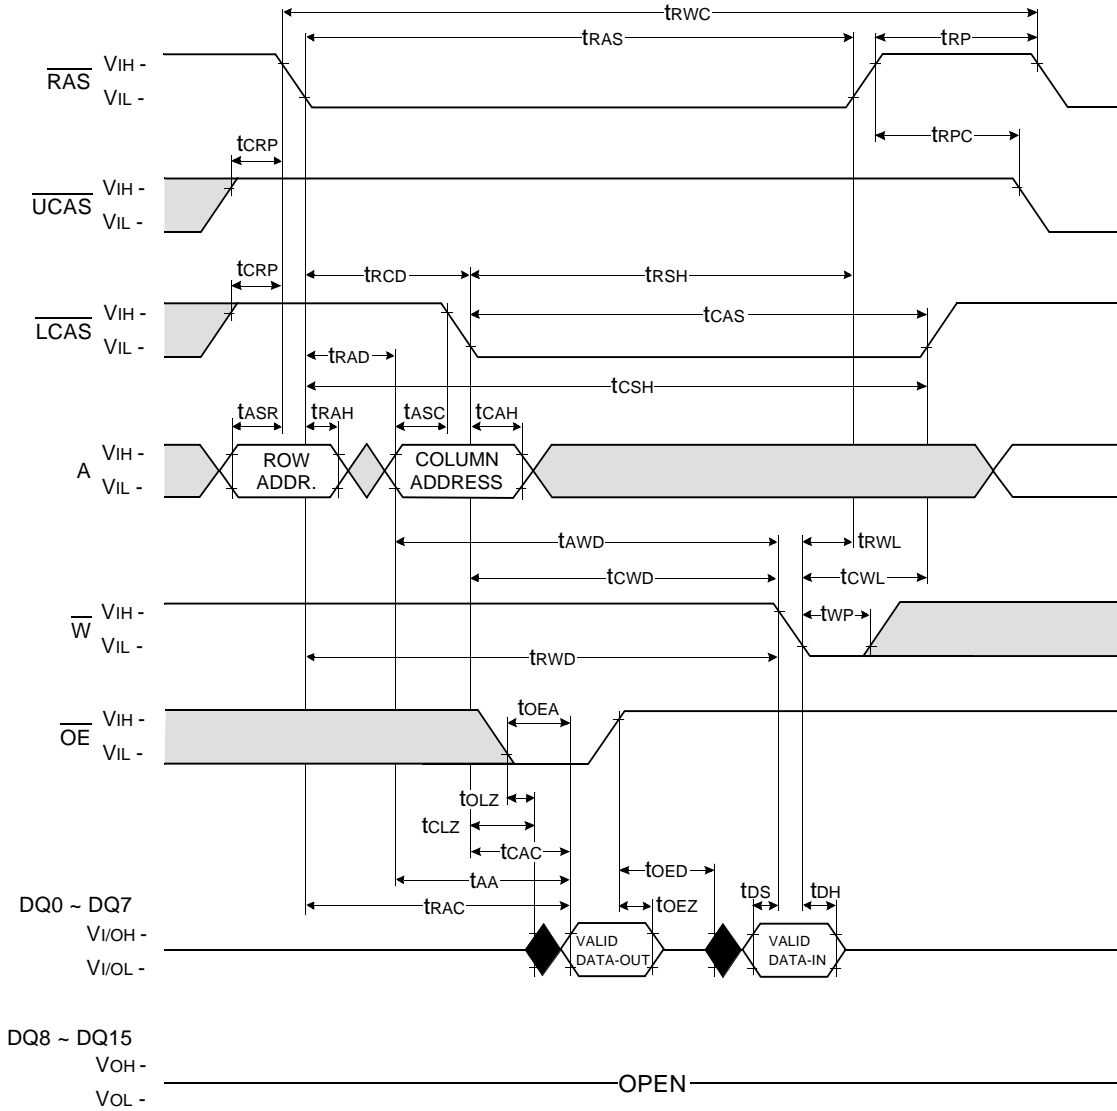 tRWC
tRAS
tRP
RAS
VIH -
VIL -
tRPC
tCRP
UCAS
VIH -
VIL -
tCRP
tRCD
tRSH
LCAS
VIH -
VIL -
tCAS
tRAD
tCSH
tASR
tRAH
tASC
tCAH
A
VIH -
VIL -
ROW
ADDR.
COLUMN
ADDRESS
tAWD
tRWL
tCWD
tCWL
W
VIH -
VIL -
tWP
tRWD
OE
VIH -
VIL -
tOEA
tOLZ
tCLZ
tCAC
tOED
tAA
tDS
tDH
tRAC
tOEZ
DQ0 ~ DQ7
VI/OH -
VI/OL -
VALID
DATA-OUT
VALID
DATA-IN
DQ8 ~ DQ15
VOH -
VOL -
OPEN